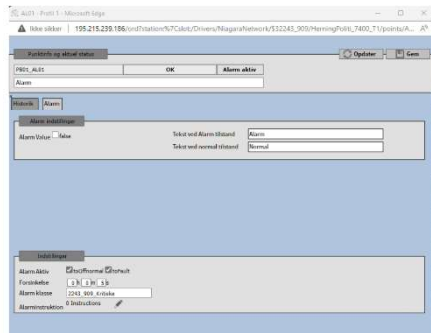 AL01 - Profil 1 - Microsoft Edge
Ikke sikker | 195.215.239.186/ord?station%7Cslot:/Drivers/NiagaraNetwork/$32243_909/HerningPoliti_7400_T1/points/A...
Punktinfo og aktuel status
Opdater
Gem
PB01_AL01 OK Alarm aktiv
Alarm
Historik Alarm
Alarm indstillinger
Alarm Value false Tekst ved Alarm tilstand Alarm
Tekst ved normal tilstand Normal
Indstillinger
Alarm Aktiv toOffnormal toFault
Forsinkelse 0 h 0 m 5 s
Alarm klasse 2243_909_Kritiske
Alarminstruktion 0 Instructions